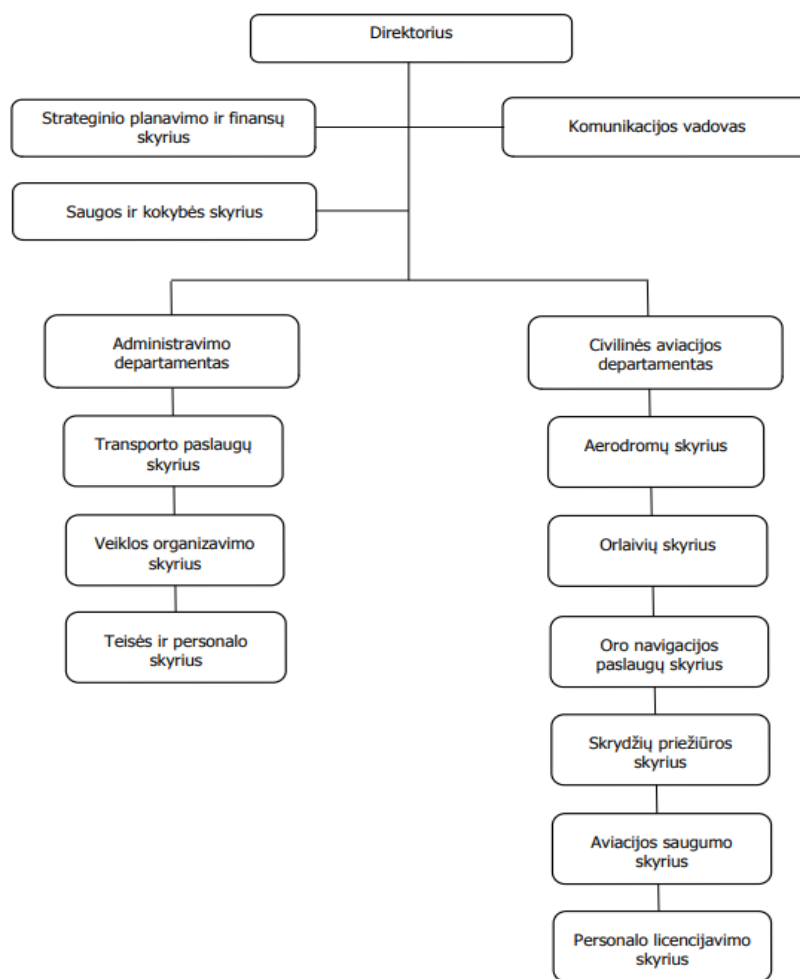 Direktorius
Strateginio planavimo ir finansų
skyrius
Komunikacijos vadovas
Saugos ir kokybės skyrius
Administravimo
departamentas
Civilinės aviacijos
departamentas
Transporto paslaugų
skyrius
Aerodromų skyrius
Veiklos organizavimo
skyrius
Orlaivių skyrius
Teisės ir personalo
skyrius
Oro navigacijos
paslaugų skyrius
Skrydžių priežiūros
skyrius
Aviacijos saugumo
skyrius
Personalo licencijavimo
skyrius